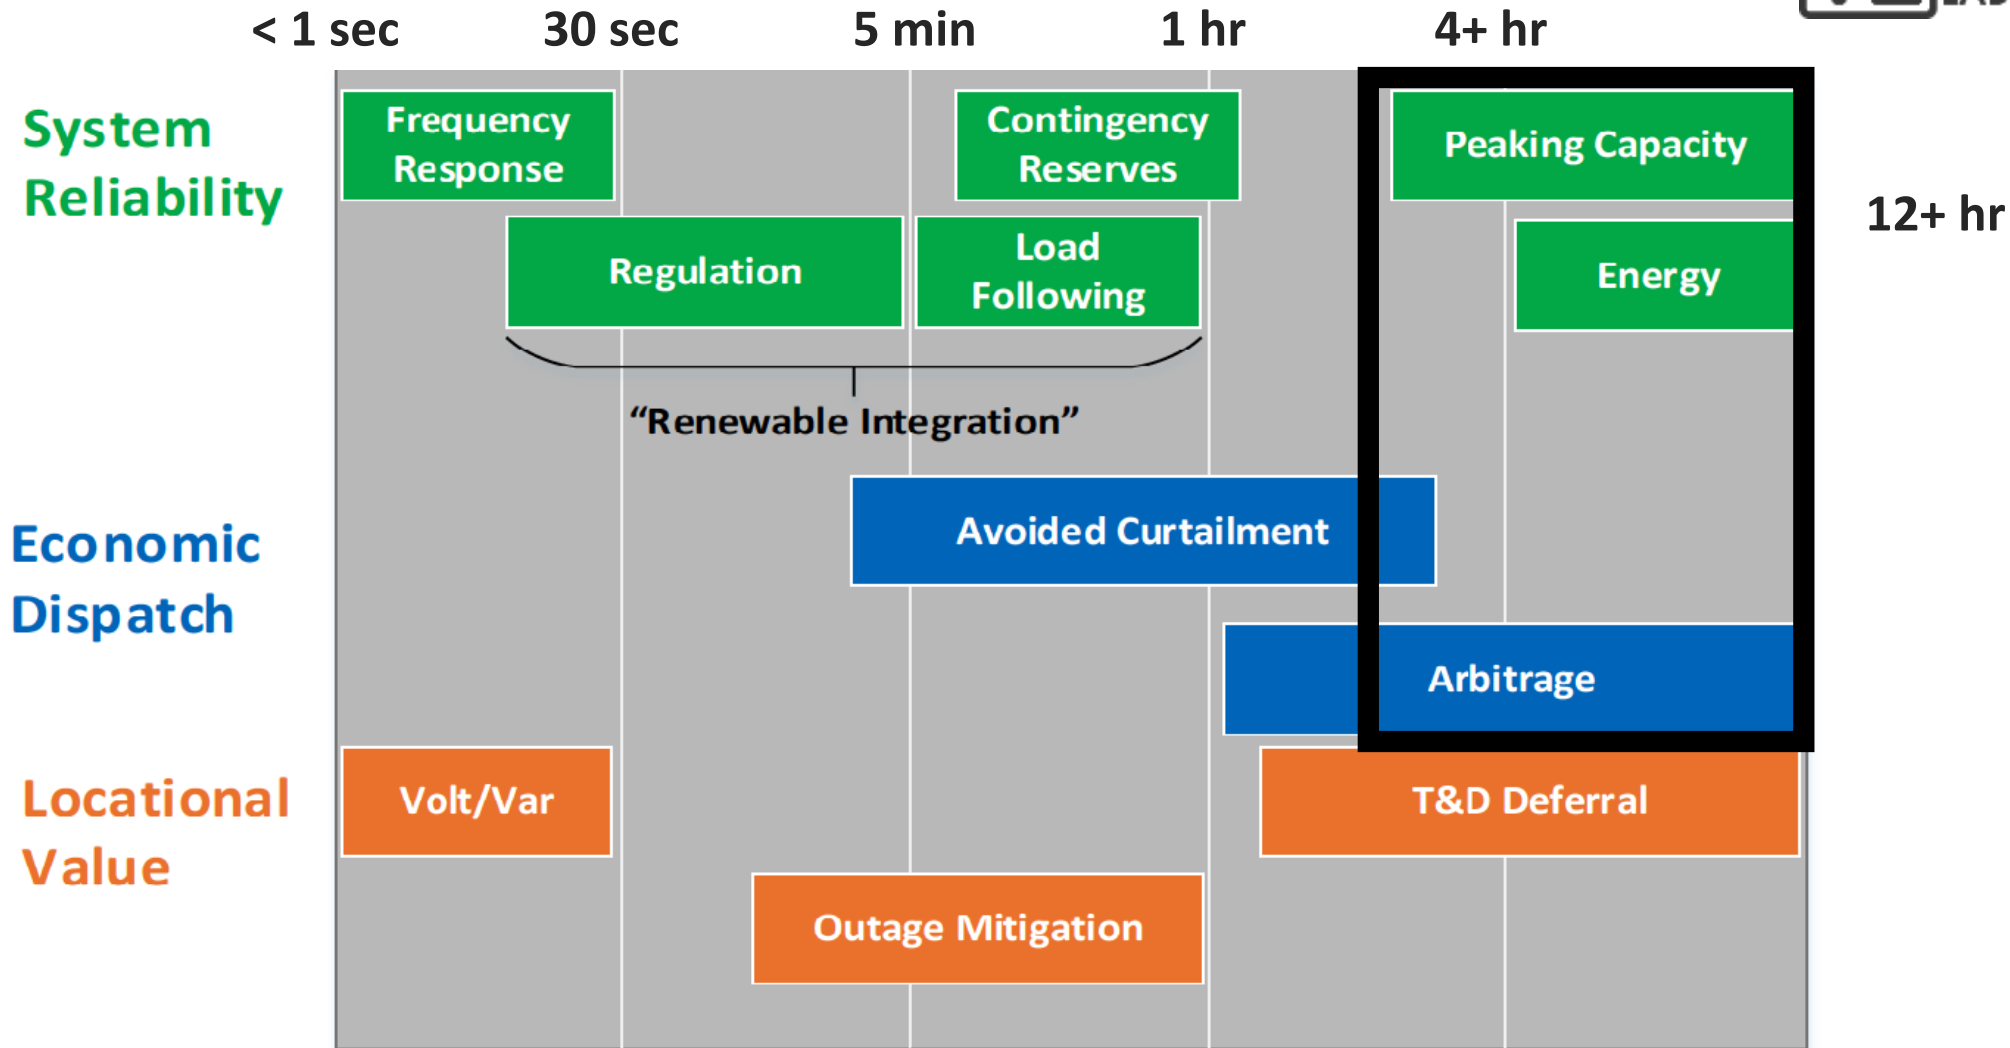 < 1 sec 30 sec 5 min 1 hr 4+ hr
System
Reliability
Frequency
Response
Contingency
Reserves
Peaking Capacity
12+ hr
Regulation
Load
Following
Energy
“Renewable Integration”
Economic
Dispatch
Avoided Curtailment
Arbitrage
Locational
Value
Volt/Var
T&D Deferral
Outage Mitigation